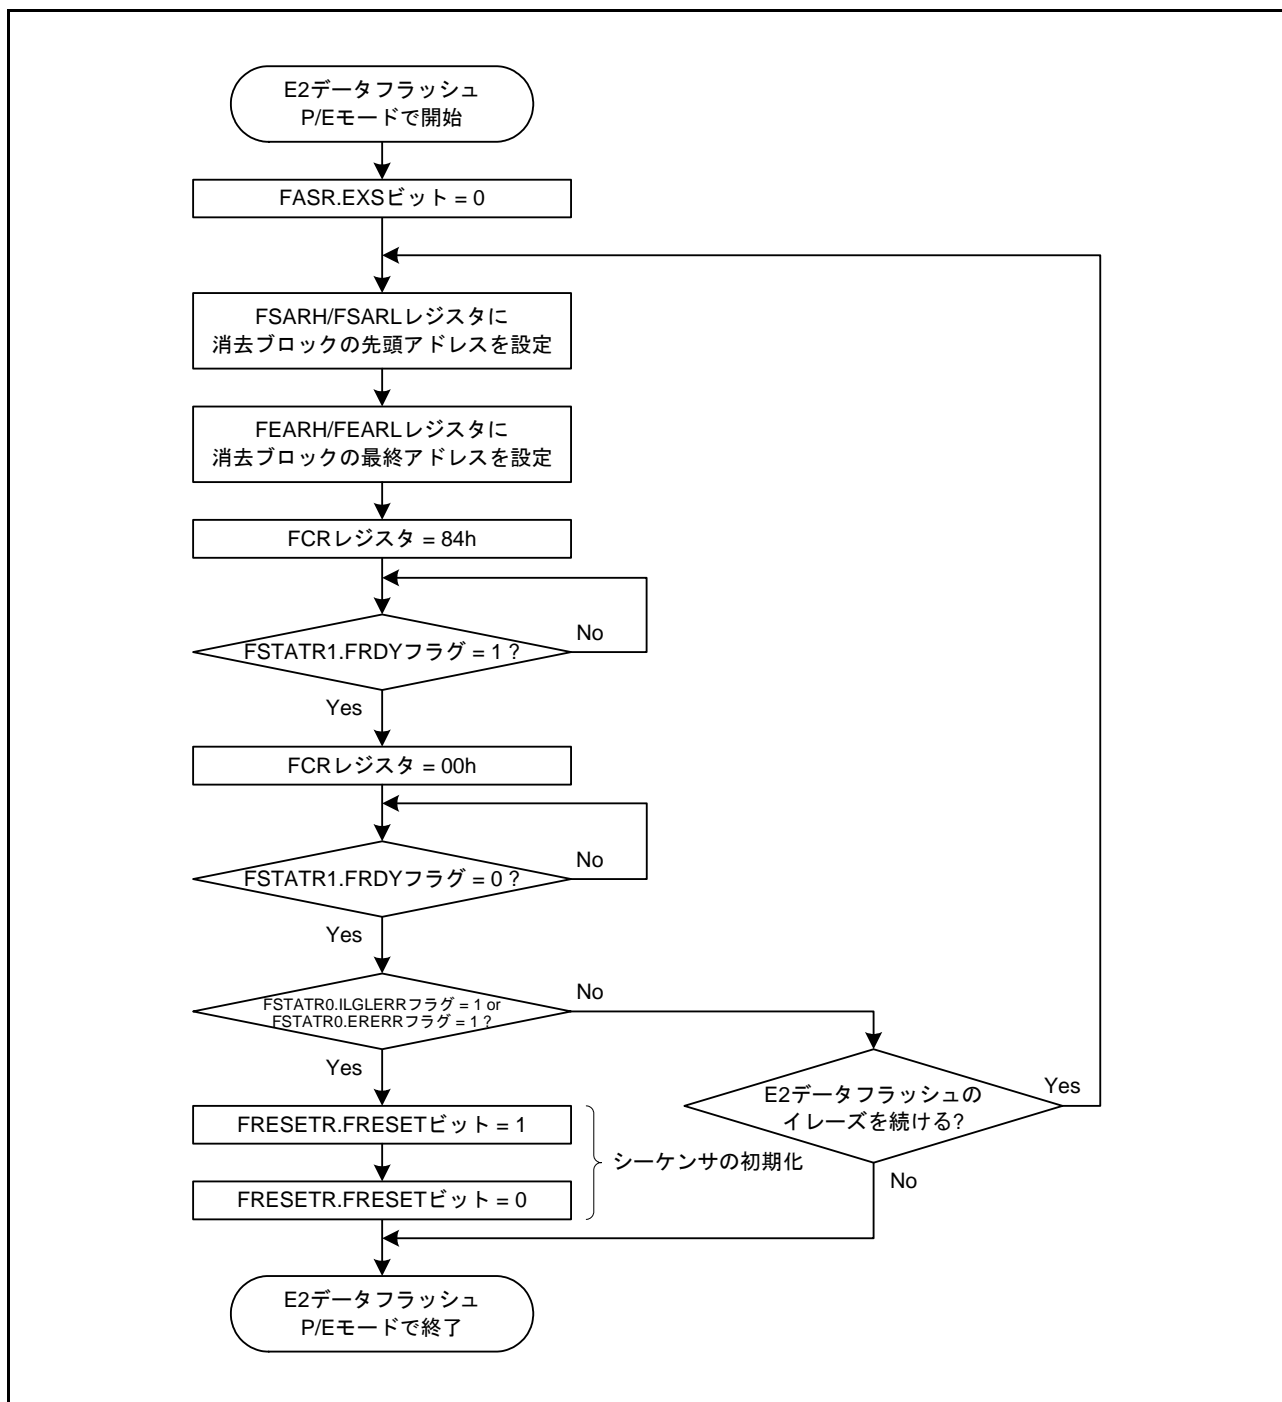 E2データフラッシュ
P/Eモードで開始
FASR.EXSビット = 0
FSARH/FSARLレジスタに
消去ブロックの先頭アドレスを設定
FEARH/FEARLレジスタに
消去ブロックの最終アドレスを設定
FCRレジスタ = 84h
FSTATR1.FRDYフラグ = 1 ?
No
Yes
FCRレジスタ = 00h
FSTATR1.FRDYフラグ = 0 ?
No
Yes
FSTATR0.ILGLERRフラグ = 1 or
FSTATR0.ERERRフラグ = 1 ?
No
Yes
E2データフラッシュの
イレーズを続ける?
Yes
No
FRESETR.FRESETビット = 1
FRESETR.FRESETビット = 0
シーケンサの初期化
E2データフラッシュ
P/Eモードで終了